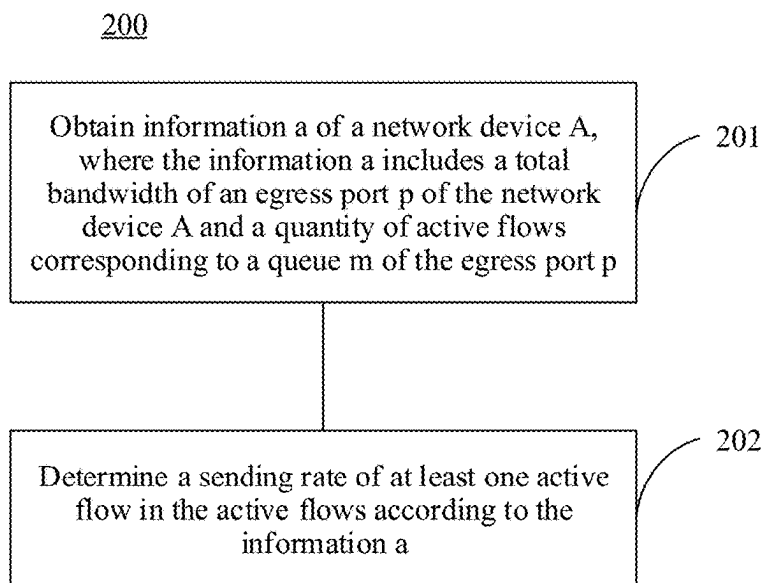 200
Obtain information a of a network device A,
where the information a includes a total
bandwidth of an egress port p of the network
device A and a quantity of active flows
corresponding to a queue m of the egress port p
201
202
Determine a sending rate of at least one active
flow in the active flows according to the
information a